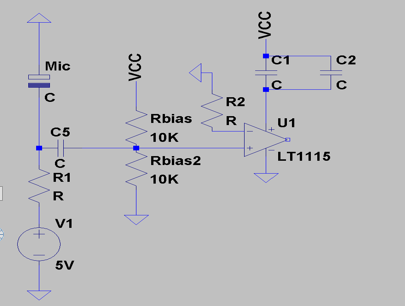 VCC
Mic
C
C1
C
C2
C
VCC
R2
R
Rbias
10K
U1
C5
C
LT1115
Rbias2
10K
R1
R
V1
5V